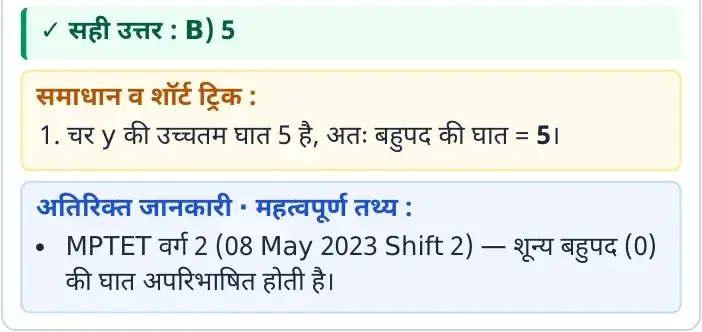 ✓ सही उत्तर : B) 5
समाधान व शॉर्ट ट्रिक :
1. चर y की उच्चतम घात 5 है, अतः बहुपद की घात = 5।
अतिरिक्त जानकारी · महत्वपूर्ण तथ्य :
• MPTET वर्ग 2 (08 May 2023 Shift 2) — शून्य बहुपद (0)
की घात अपरिभाषित होती है।